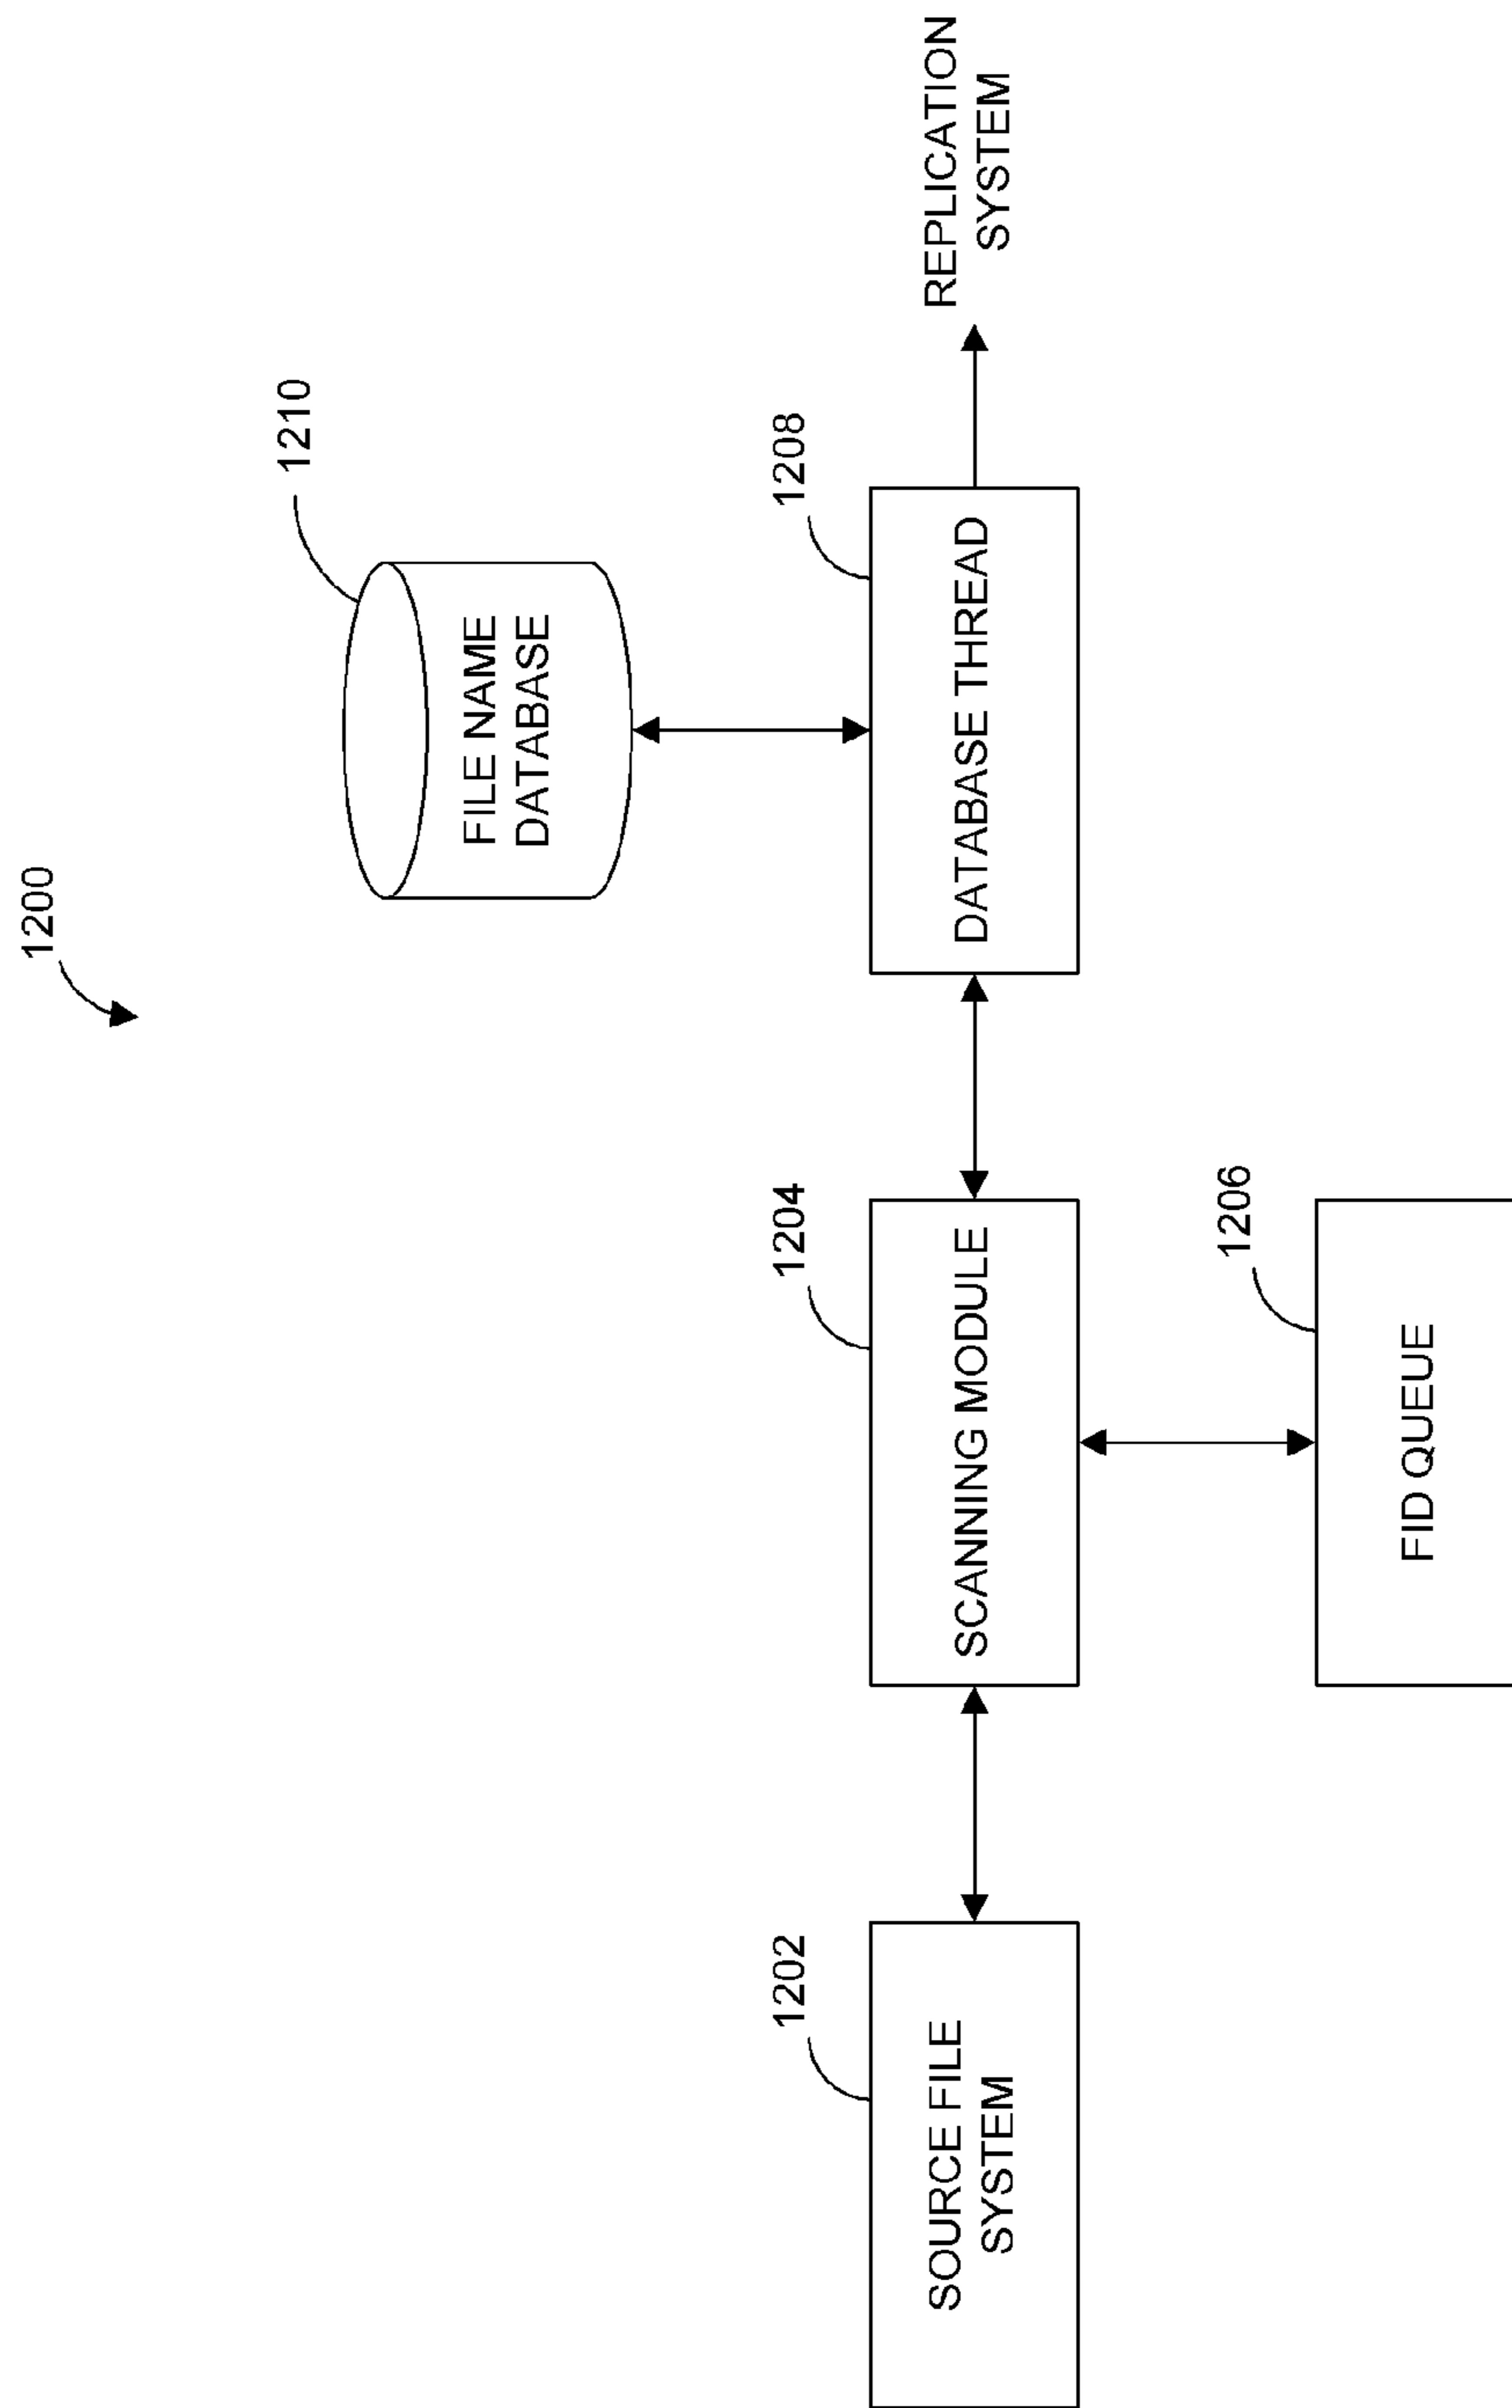 1200
1210
FILE NAME
DATABASE
1202
1204
1208
SOURCE FILE
SYSTEM
SCANNING MODULE
DATABASE THREAD
REPLICATION
SYSTEM
1206
FID QUEUE